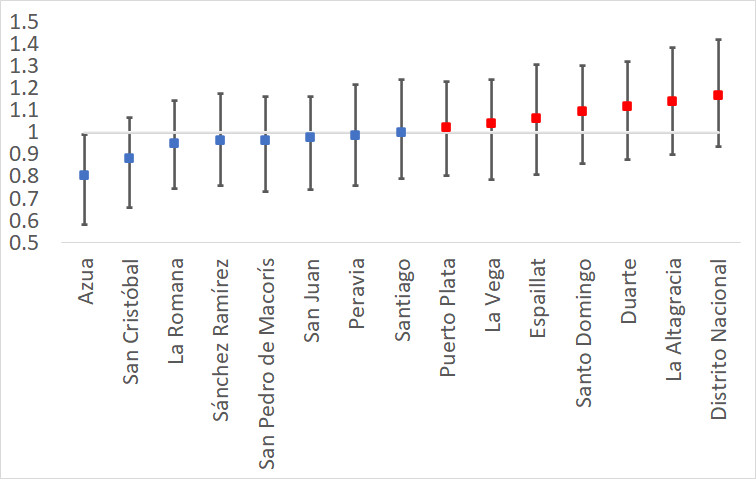 1.5
1.4
1.3
1.2
1.1
1
0.9
0.8
0.7
0.6
0.5
Azua
San Cristóbal
La Romana
Sánchez Ramírez
San Pedro de Macorís
San Juan
Peravia
Santiago
Puerto Plata
La Vega
Espaillat
Santo Domingo
Duarte
La Altagracia
Distrito Nacional